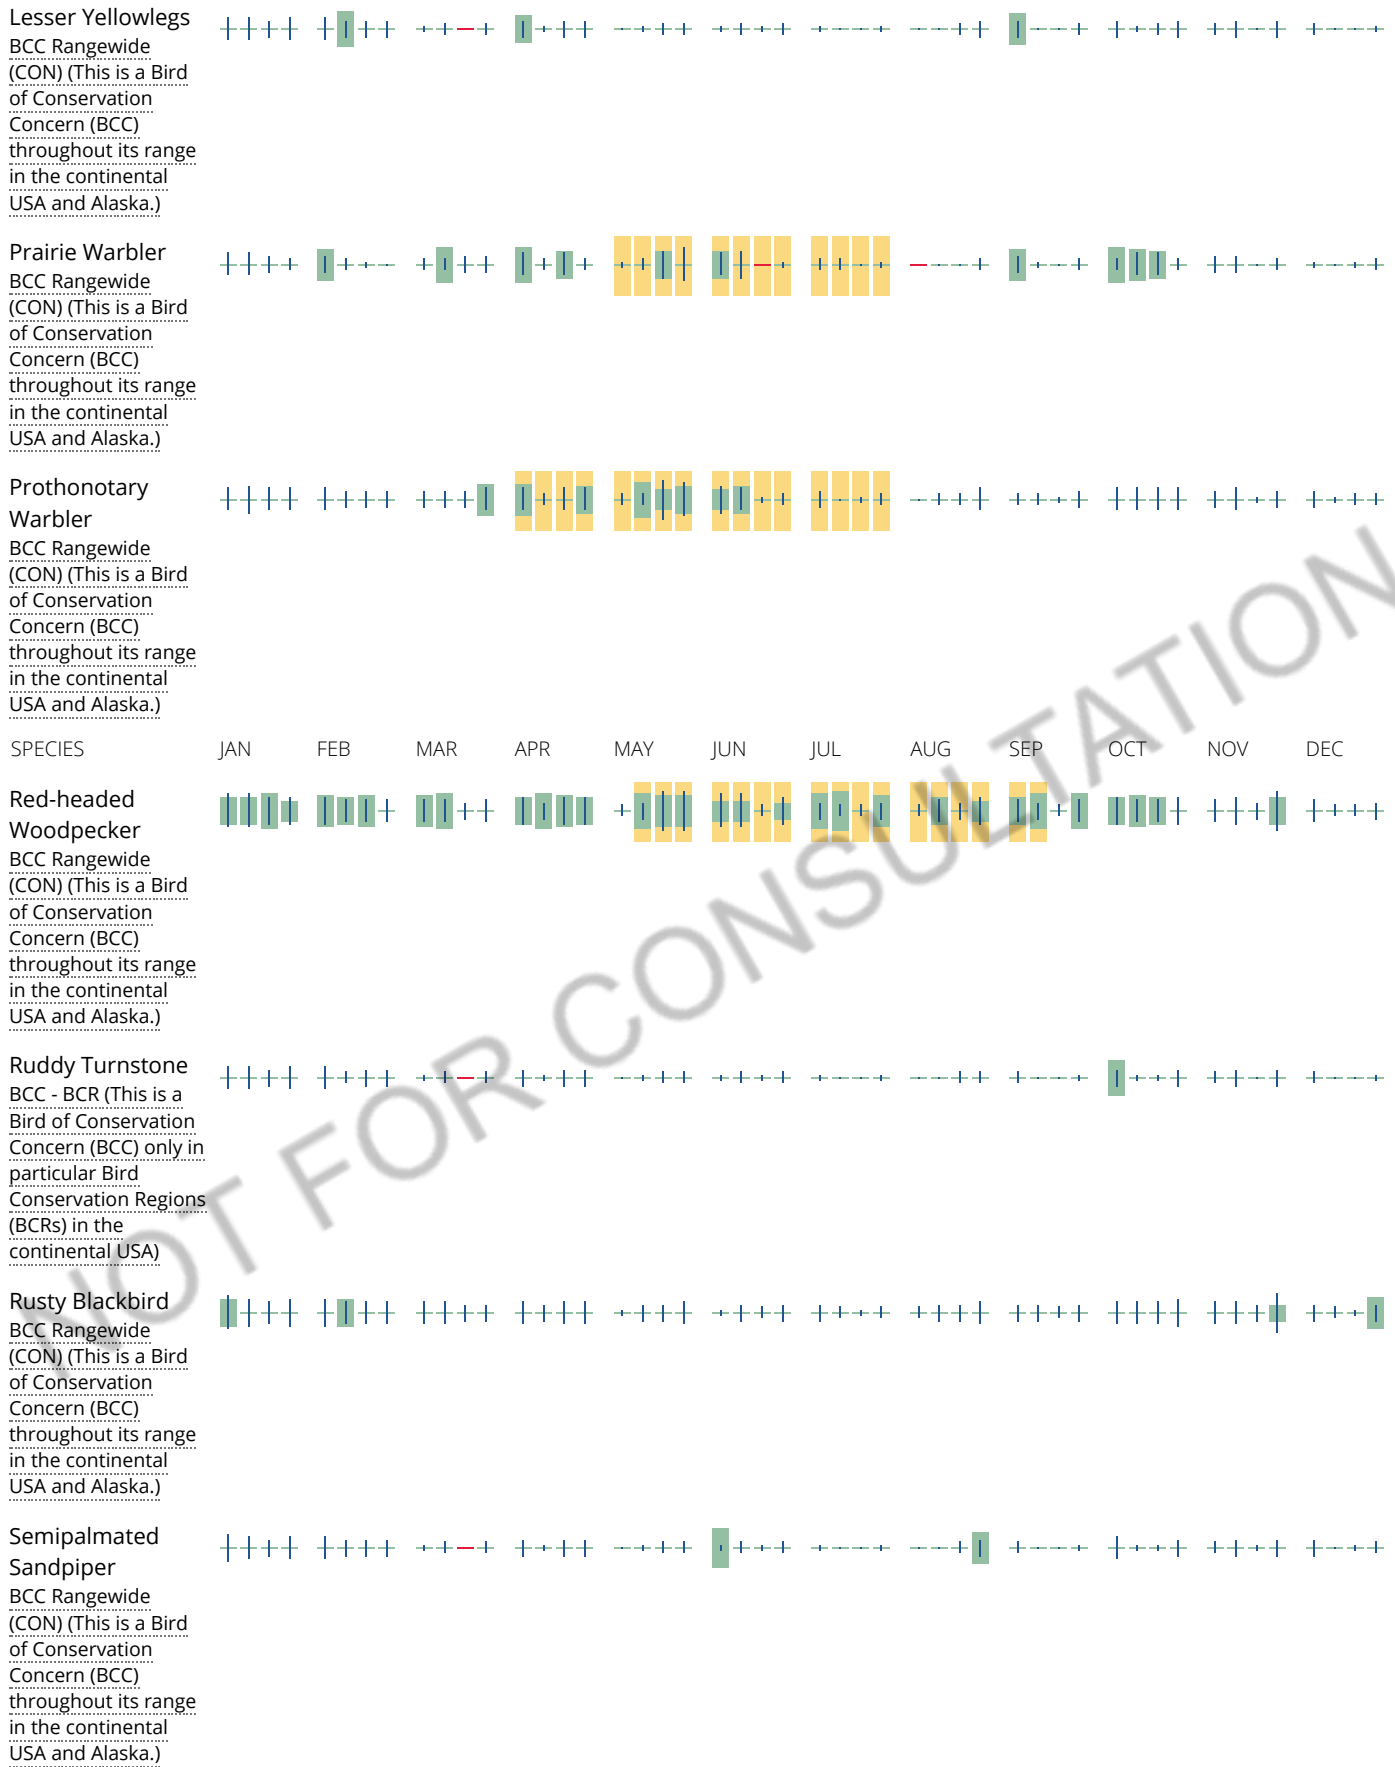 Lesser Yellowlegs
BCC Rangewide
(CON) (This is a Bird
of Conservation
Concern (BCC)
throughout its range
in the continental
USA and Alaska.)
Prairie Warbler
BCC Rangewide
(CON) (This is a Bird
of Conservation
Concern (BCC)
throughout its range
in the continental
USA and Alaska.)
Prothonotary
Warbler
BCC Rangewide
(CON) (This is a Bird
of Conservation
Concern (BCC)
throughout its range
in the continental
USA and Alaska.)
SPECIES JAN FEB MAR APR MAY JUN JUL AUG SEP OCT NOV DEC
Red-headed
Woodpecker
BCC Rangewide
(CON) (This is a Bird
of Conservation
Concern (BCC)
throughout its range
in the continental
USA and Alaska.)
Ruddy Turnstone
BCC - BCR (This is a
Bird of Conservation
Concern (BCC) only in
particular Bird
Conservation Regions
(BCRs) in the
continental USA)
Rusty Blackbird
BCC Rangewide
(CON) (This is a Bird
of Conservation
Concern (BCC)
throughout its range
in the continental
USA and Alaska.)
Semipalmated
Sandpiper
BCC Rangewide
(CON) (This is a Bird
of Conservation
Concern (BCC)
throughout its range
in the continental
USA and Alaska.)
NOT FOR CONSULTATION